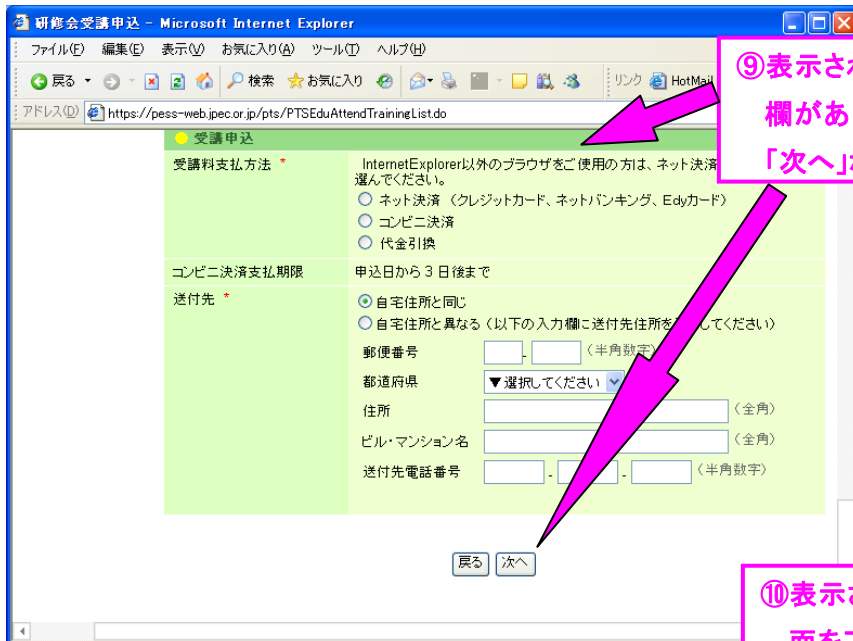 研修会受講申込 - Microsoft Internet Explorer
ファイル(F) 編集(E) 表示(V) お気に入り(A) ツール(T) ヘルプ(H)
戻る 検索 お気に入り リンク HotMail
アドレス(D) https://pess-web.jpec.or.jp/pts/PTSEduAttendTrainingList.do
⑨表示され
欄があ
「次へ」
受講申込
受講料支払方法 *
InternetExplorer以外のブラウザをご使用の方は、ネット決済
選んでください。
ネット決済 (クレジットカード、ネットバンキング、Edyカード)
コンビニ決済
代金引換
コンビニ決済支払期限 申込日から3日後まで
送付先 *
自宅住所と同じ
自宅住所と異なる (以下の入力欄に送付先住所を してください)
郵便番号 - (半角数字)
都道府県 ▼選択してください
住所 (全角)
ビル・マンション名 (全角)
送付先電話番号 - - (半角数字)
戻る 次へ
⑩表示さ